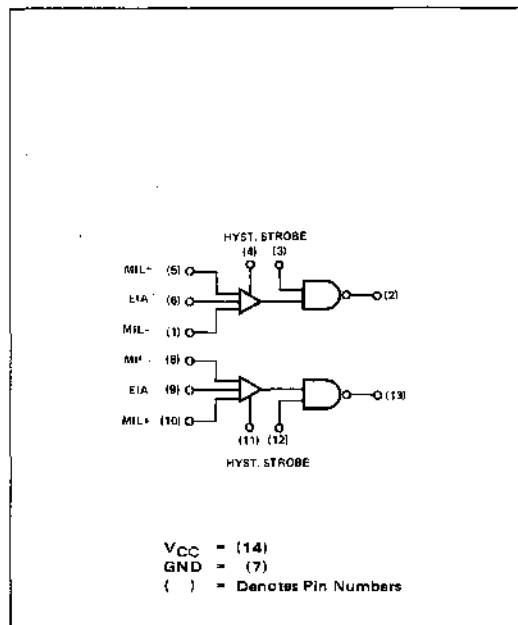 HYST. STROBE
(4) (3)
MIL- (5)
EIA (6) (2)
MIL- (1)
(8)
EIA (9) (13)
MIL+ (10)
(11) (12)
HYST. STROBE
VCC = (14)
GND = (7)
( ) = Denotes Pin Numbers